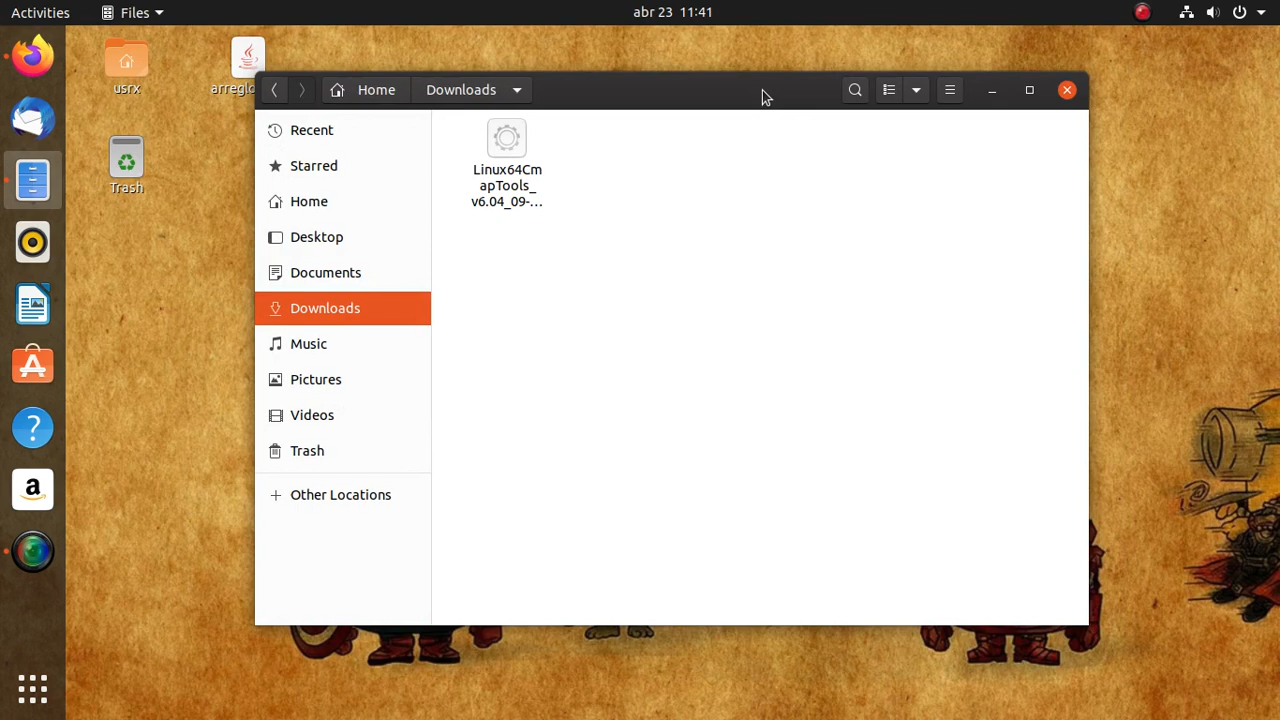 Activities
Files
abr 23 11:41
usrx
Trash
Home
Downloads
Recent
Starred
Home
Desktop
Documents
Downloads
Music
Pictures
Videos
Trash
Other Locations
Linux64Cm
apTools_
v6.04_09-...
a
?